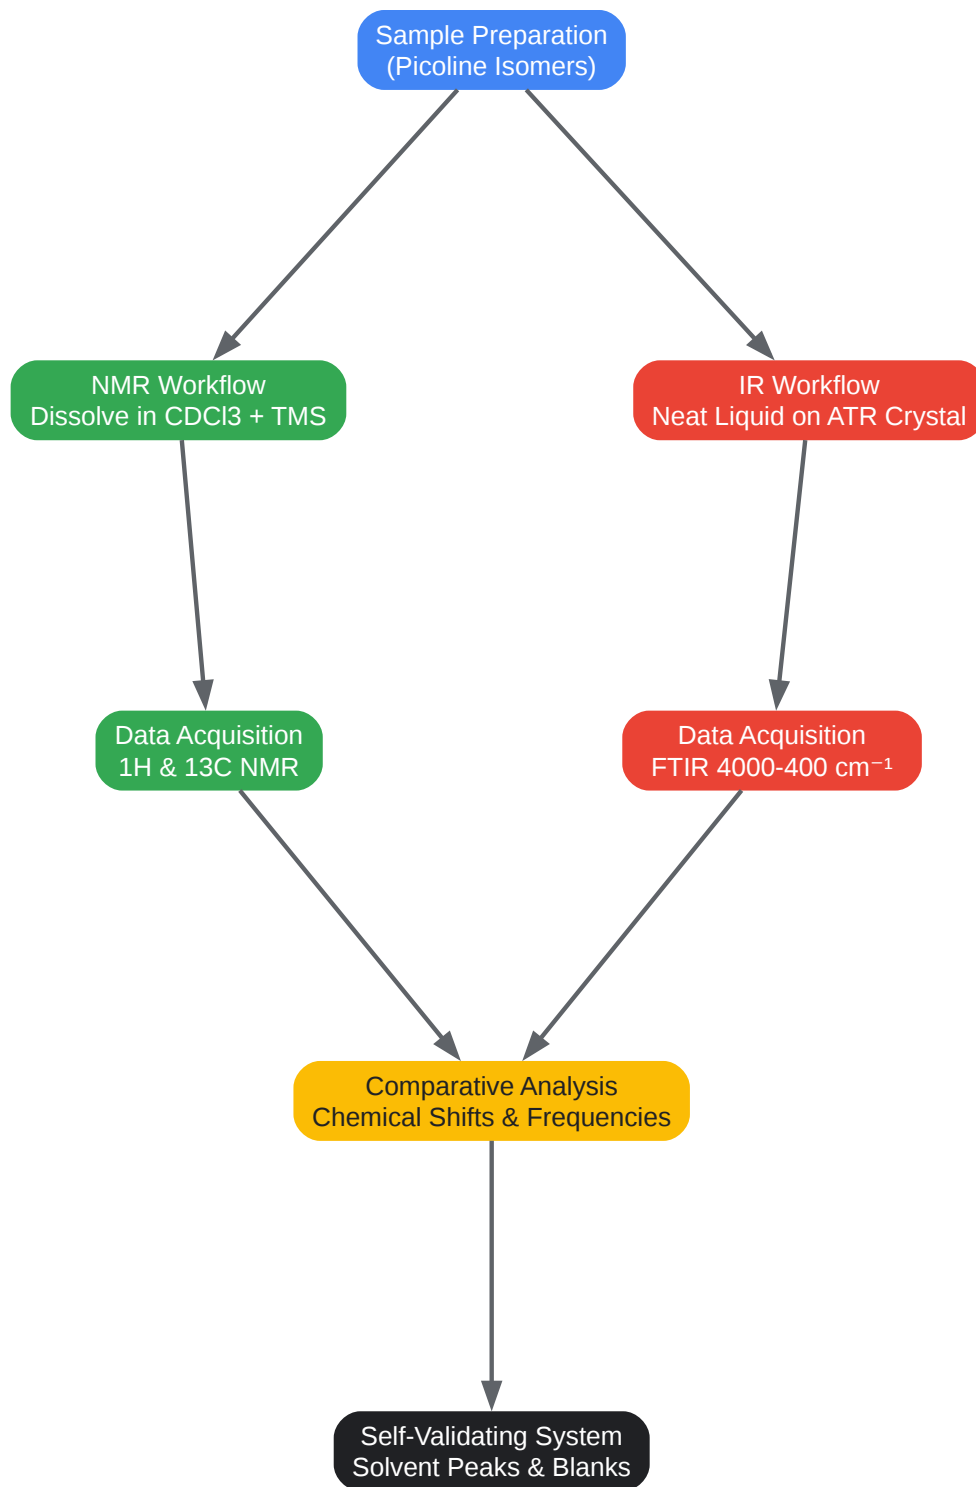 Sample Preparation
(Picoline Isomers)
NMR Workflow
Dissolve in CDCl3 + TMS
IR Workflow
Neat Liquid on ATR Crystal
Data Acquisition
1H & 13C NMR
Data Acquisition
FTIR 4000-400 cm⁻¹
Comparative Analysis
Chemical Shifts & Frequencies
Self-Validating System
Solvent Peaks & Blanks